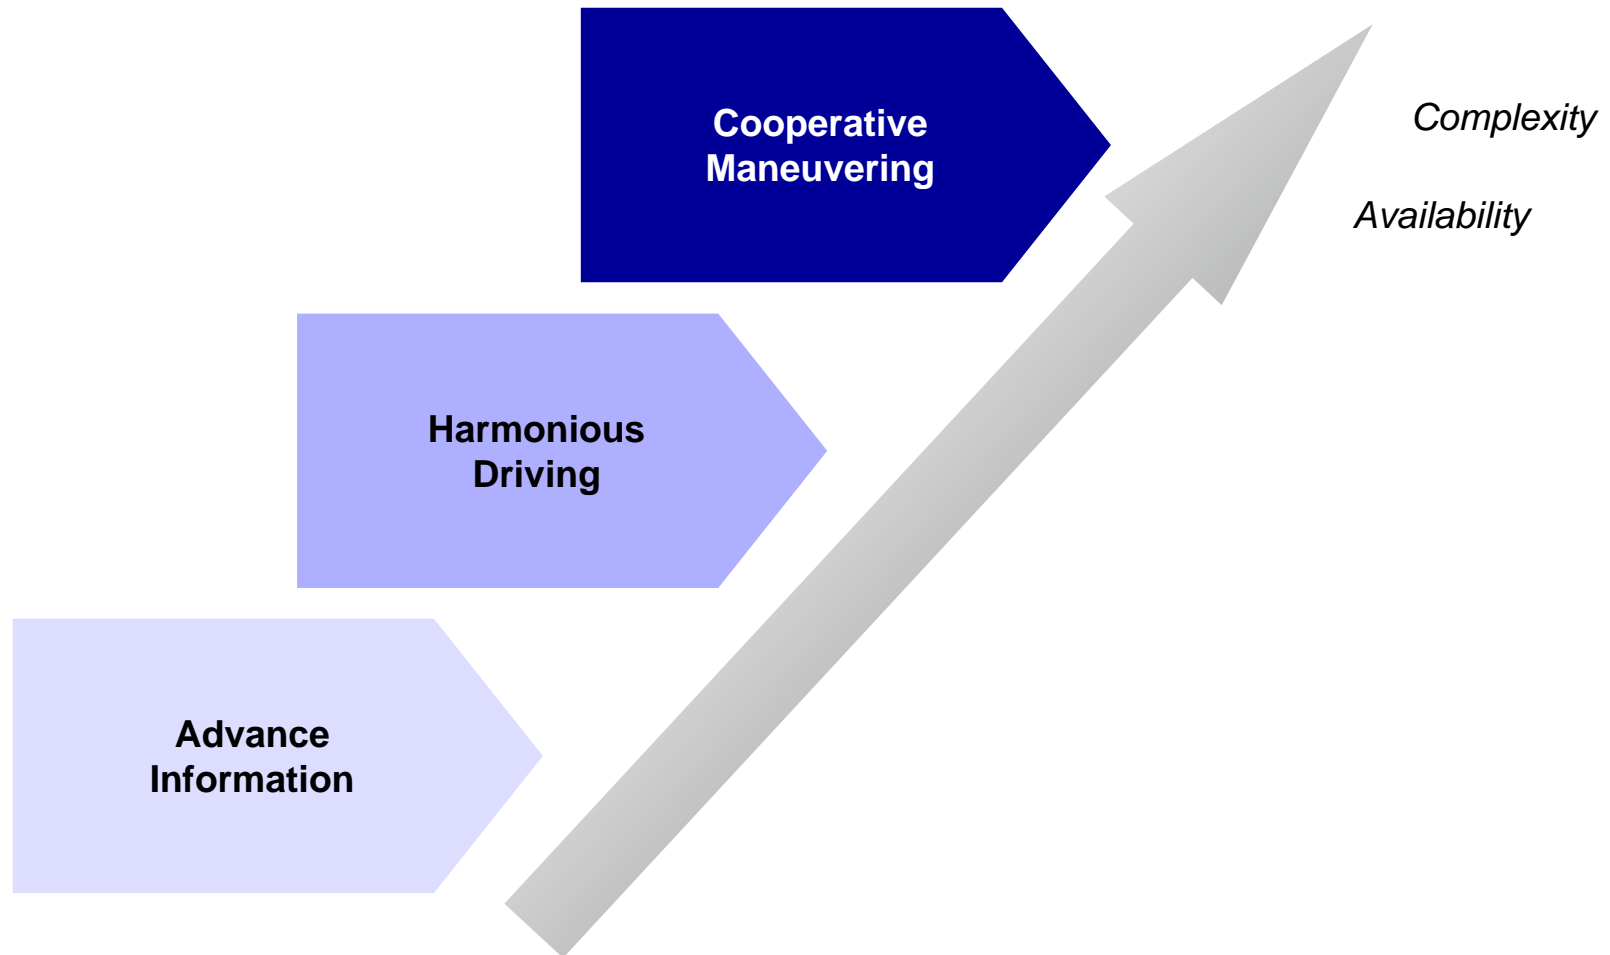 Cooperative
Maneuvering
Complexity
Availability
Harmonious
Driving
Advance
Information